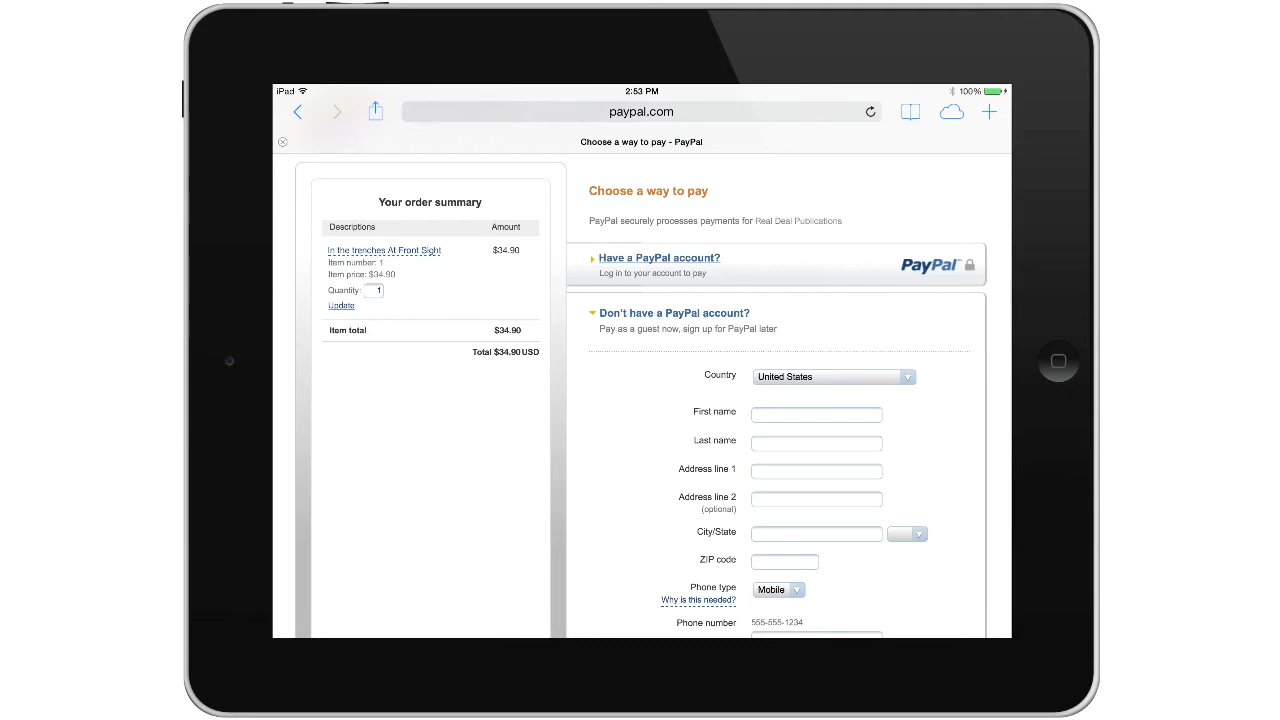 iPad
2:53 PM
100%
paypal.com
Choose a way to pay - PayPal
Your order summary
Descriptions Amount
In the trenches At Front Sight $34.90
Item number: 1
Item price: $34.90
Quantity: 1
Update
Item total $34.90
Total $34.90 USD
Choose a way to pay
PayPal securely processes payments for Real Deal Publications
Have a PayPal account?
Log in to your account to pay
PayPal™
Don't have a PayPal account?
Pay as a guest now, sign up for PayPal later
Country United States
First name
Last name
Address line 1
Address line 2
(optional)
City/State
ZIP code
Phone type Mobile
Why is this needed?
Phone number 555-555-1234